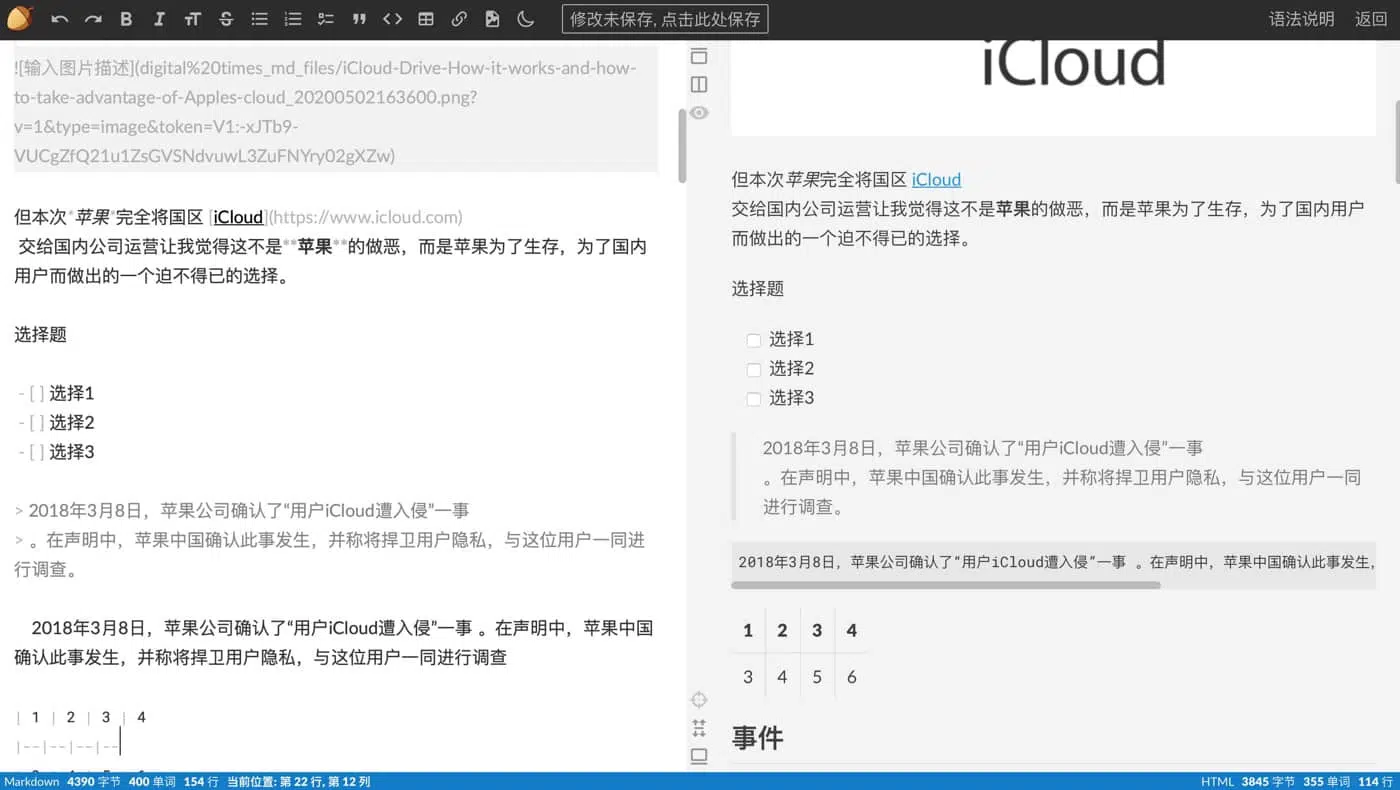 修改未保存, 点击此处保存
语法说明 返回
![输入图片描述](digital%20times_md_files/iCloud-Drive-How-it-works-and-how-
to-take-advantage-of-Apples-cloud_20200502163600.png?
v=1&type=image&token=V1:-xJTb9-
VUCgZfQ21u1ZsGVSNdvuwL3ZuFNYry02gXZw)
但本次*苹果*完全将国区 [iCloud](https://www.icloud.com)
交给国内公司运营让我觉得这不是**苹果**的做恶，而是苹果为了生存，为了国内
用户而做出的一个迫不得已的选择。
选择题
- [ ] 选择1
- [ ] 选择2
- [ ] 选择3
> 2018年3月8日，苹果公司确认了“用户iCloud遭入侵”一事
> 。在声明中，苹果中国确认此事发生，并称将捍卫用户隐私，与这位用户一同进
行调查。
2018年3月8日，苹果公司确认了“用户iCloud遭入侵”一事 。在声明中，苹果中国
确认此事发生，并称将捍卫用户隐私，与这位用户一同进行调查
| 1 | 2 | 3 | 4
|--|--|--|--
iCloud
但本次苹果完全将国区 iCloud
交给国内公司运营让我觉得这不是苹果的做恶，而是苹果为了生存，为了国内用户
而做出的一个迫不得已的选择。
选择题
选择1
选择2
选择3
2018年3月8日，苹果公司确认了“用户iCloud遭入侵”一事
。在声明中，苹果中国确认此事发生，并称将捍卫用户隐私，与这位用户一同
进行调查。
2018年3月8日，苹果公司确认了“用户iCloud遭入侵”一事 。在声明中，苹果中国确认此事发生，
1 2 3 4
3 4 5 6
事件
Markdown 4390 字节 400 单词 154 行 当前位置: 第 22 行, 第 12 列
HTML 3845 字节 355 单词 114 行